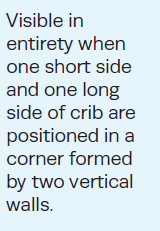 Visible in
entirety when
one short side
and one long
side of crib are
positioned in a
corner formed
by two vertical
walls.